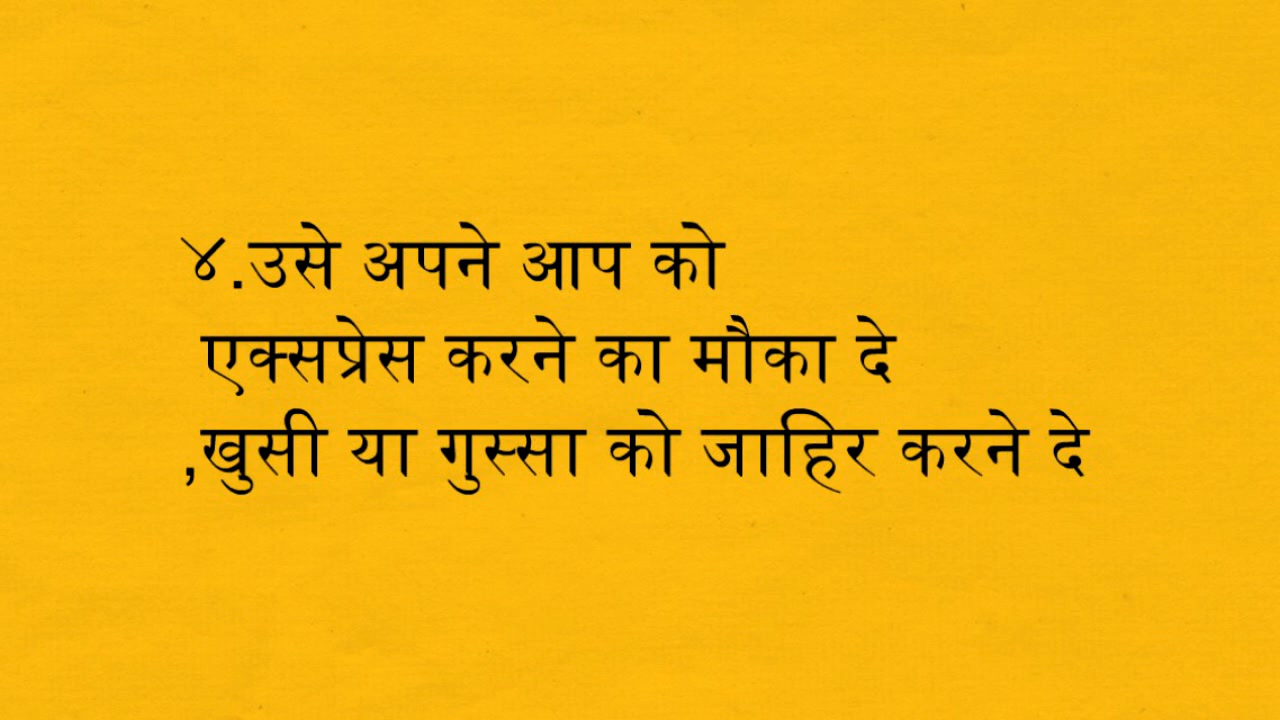 ४.उसे अपने आप को
एक्सप्रेस करने का मौका दे
,खुसी या गुस्सा को जाहिर करने दे